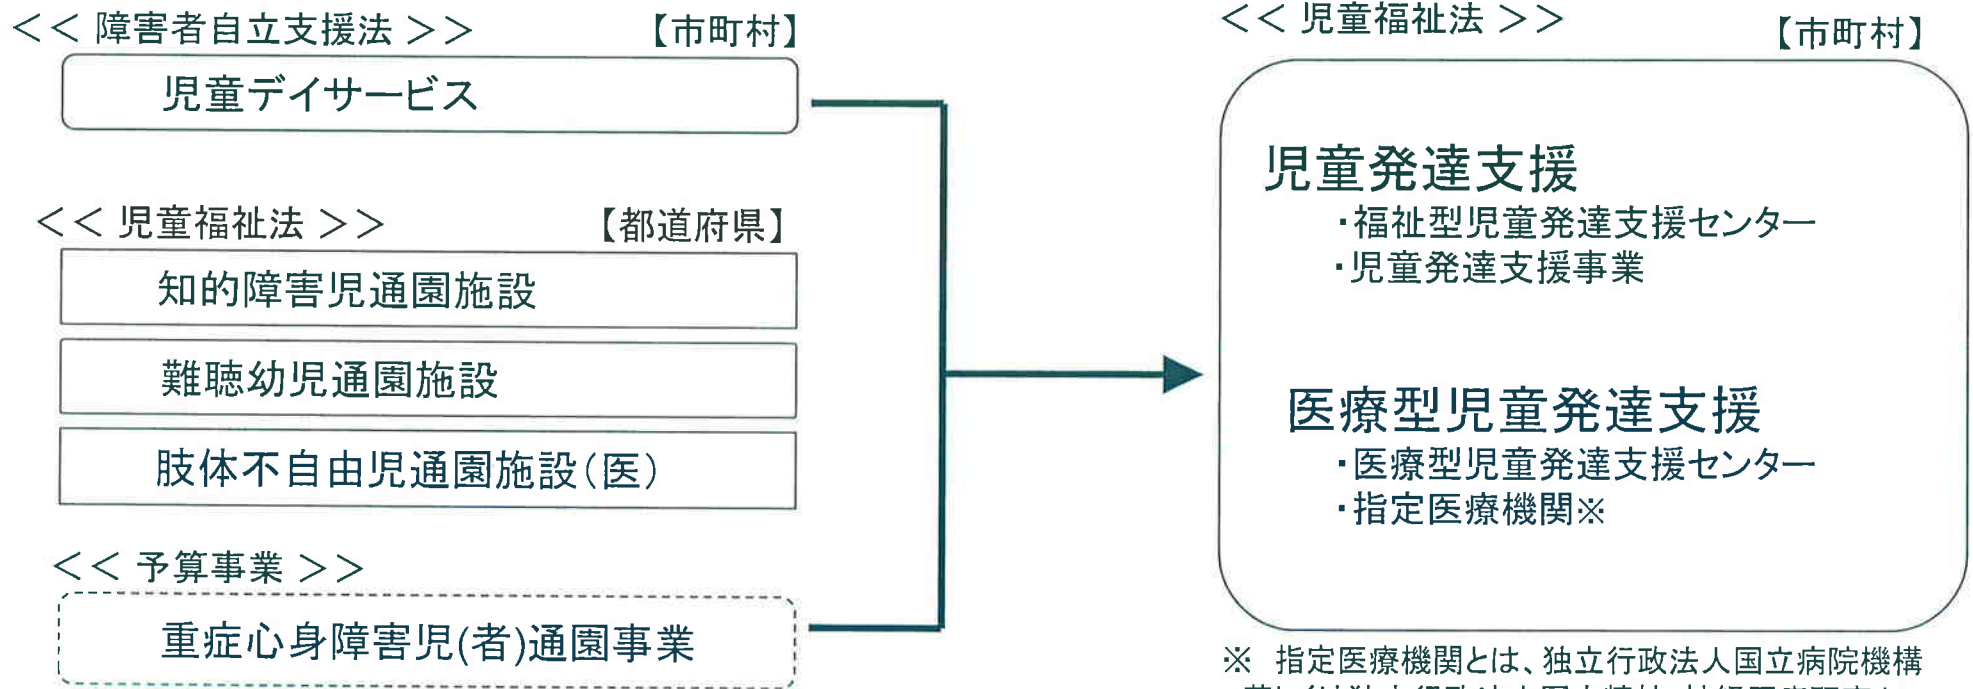 << 障害者自立支援法 >> 【市町村】
児童デイサービス
<< 児童福祉法 >> 【都道府県】
知的障害児通園施設
難聴幼児通園施設
肢体不自由児通園施設(医)
<< 予算事業 >>
重症心身障害児(者)通園事業
<< 児童福祉法 >> 【市町村】
児童発達支援
・福祉型児童発達支援センター
・児童発達支援事業
医療型児童発達支援
・医療型児童発達支援センター
・指定医療機関※
※ 指定医療機関とは、独立行政法人国立病院機構